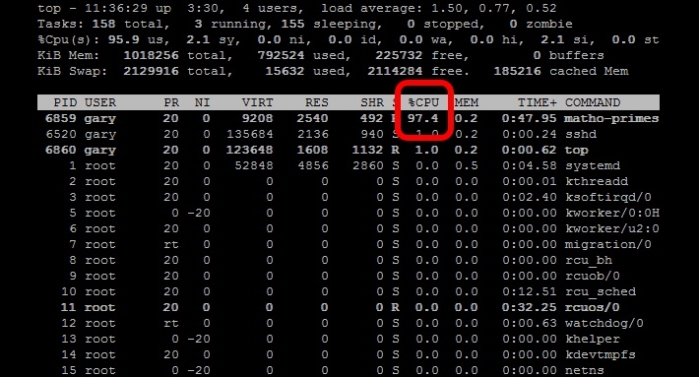 top - 11:36:29 up  3:30,  4 users,  load average: 1.50, 0.77, 0.52
Tasks: 158 total,   3 running, 155 sleeping,   0 stopped,   0 zombie
%Cpu(s): 95.9 us,  2.1 sy,  0.0 ni,  0.0 id,  0.0 wa,  0.0 hi,  2.1 si,  0.0 st
KiB Mem:   1018256 total,   792524 used,   225732 free,        0 buffers
KiB Swap:  2129916 total,    15632 used,  2114284 free.   185216 cached Mem
PID USER      PR  NI    VIRT    RES    SHR S %CPU %MEM     TIME+ COMMAND
6859 gary      20   0    9208   2540    492 R 97.4  0.2   0:47.95 matho-primes
6520 gary      20   0  135684   2136    940 S  1.0  0.2   0:00.24 sshd
6860 gary      20   0  123648   1608   1132 R  1.0  0.2   0:00.62 top
1 root      20   0   52848   4856   2860 S  0.0  0.5   0:04.58 systemd
2 root      20   0       0      0      0 S  0.0  0.0   0:00.01 kthreadd
3 root      20   0       0      0      0 S  0.0  0.0   0:02.40 ksoftirqd/0
5 root       0 -20       0      0      0 S  0.0  0.0   0:00.00 kworker/0:0H
6 root      20   0       0      0      0 S  0.0  0.0   0:00.00 kworker/u2:0
7 root      rt   0       0      0      0 S  0.0  0.0   0:00.00 migration/0
8 root      20   0       0      0      0 S  0.0  0.0   0:00.00 rcu_bh
9 root      20   0       0      0      0 S  0.0  0.0   0:00.00 rcuob/0
10 root      20   0       0      0      0 S  0.0  0.0   0:12.51 rcu_sched
11 root      20   0       0      0      0 R  0.0  0.0   0:32.25 rcuos/0
12 root      rt   0       0      0      0 S  0.0  0.0   0:00.63 watchdog/0
13 root       0 -20       0      0      0 S  0.0  0.0   0:00.00 khelper
14 root      20   0       0      0      0 S  0.0  0.0   0:00.00 kdevtmpfs
15 root       0 -20       0      0      0 S  0.0  0.0   0:00.00 netns